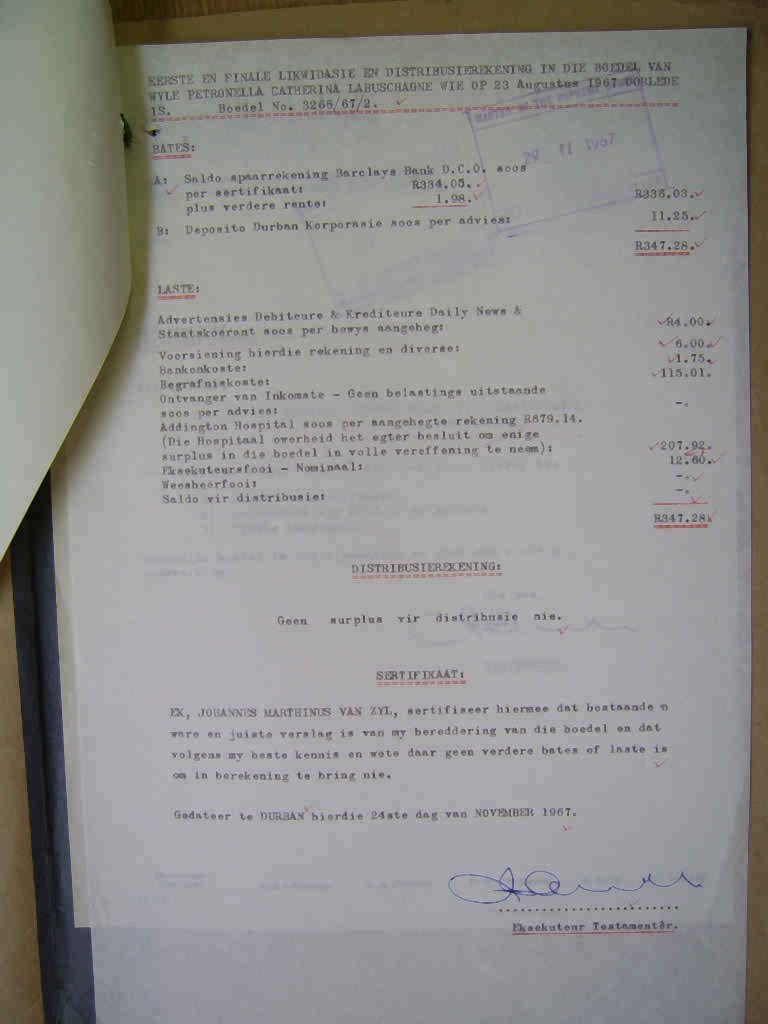 EERSTE EN FINALE LIKWIDASIE EN DISTRIBUSIEREKENING IN DIE BOEDEL VAN
WYLE PETRONELLA CATHERINA LABUSCHAGNE WIE OP 23 Augustus 1967 OORLEDE
IS. Boedel No. 3266/67/2.
29 11 1967
BATES:
A: Saldo spaarrekening Barclays Bank D.C.O. soos
per sertifikaat: R334.05.
plus verdere rente: 1.98. R336.03.
B: Deposito Durban Korporasie soos per advies: 11.25.
R347.28.
LASTE:
Advertensies Debiteure & Krediteure Daily News &
Staatskoerant soos per bewys aangeheg: R4.00.
Voorsiening hierdie rekening en diverse: 6.00.
Bankonkoste: 1.75.
Begrafniskoste: 115.01.
Ontvanger van Inkomste - Geen belastings uitstaande
soos per advies: -.
Addington Hospital soos per aangehegte rekening R879.14.
(Die Hospitaal owerheid het egter besluit om enige
surplus in die boedel in volle vereffening te neem): 207.92.
Eksekuteursfooi - Nominaal: 12.60.
Weesheerfooi: -.
Saldo vir distribusie: -.
R347.28.
DISTRIBUSIEREKENING:
Geen surplus vir distribusie nie.
SERTIFIKAAT:
EK, JOHANNES MARTHINUS VAN ZYL, sertifiseer hiermee dat bostaande 'n
ware en juiste verslag is van my bereddering van die boedel en dat
volgens my beste kennis en wete daar geen verdere bates of laste is
om in berekening te bring nie.
Gedateer te DURBAN hierdie 24ste dag van NOVEMBER 1967.
Eksekuteur Testamentêr.